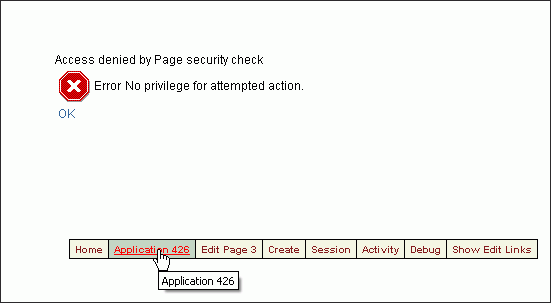 Access denied by Page security check
Error No privilege for attempted action.
OK
Home Application 426 Edit Page 3 Create Session Activity Debug Show Edit Links
Application 426